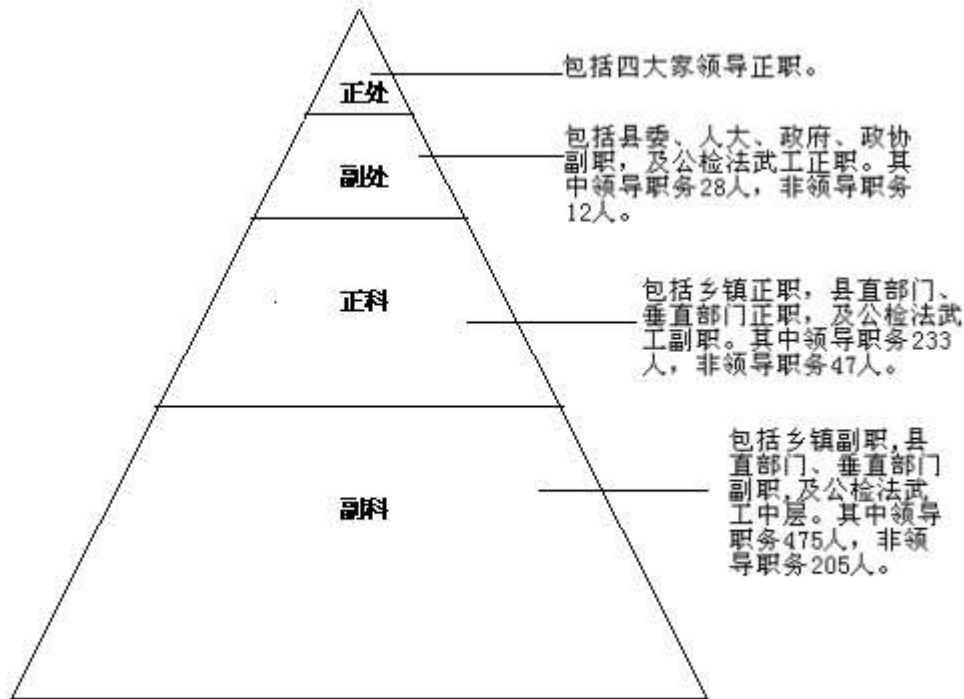 包括四大家领导正职。
正处
包括县委、人大、政府、政协
副职，及公检法武工正职。其
中领导职务28人，非领导职务
12人。
副处
包括乡镇正职，县直部门、
垂直部门正职，及公检法武
工副职。其中领导职务233
人，非领导职务47人。
正科
包括乡镇副职,县
直部门、垂直部门
副职,及公检法武
工中层。其中领导
职务475人，非领
导职务205人。
副科